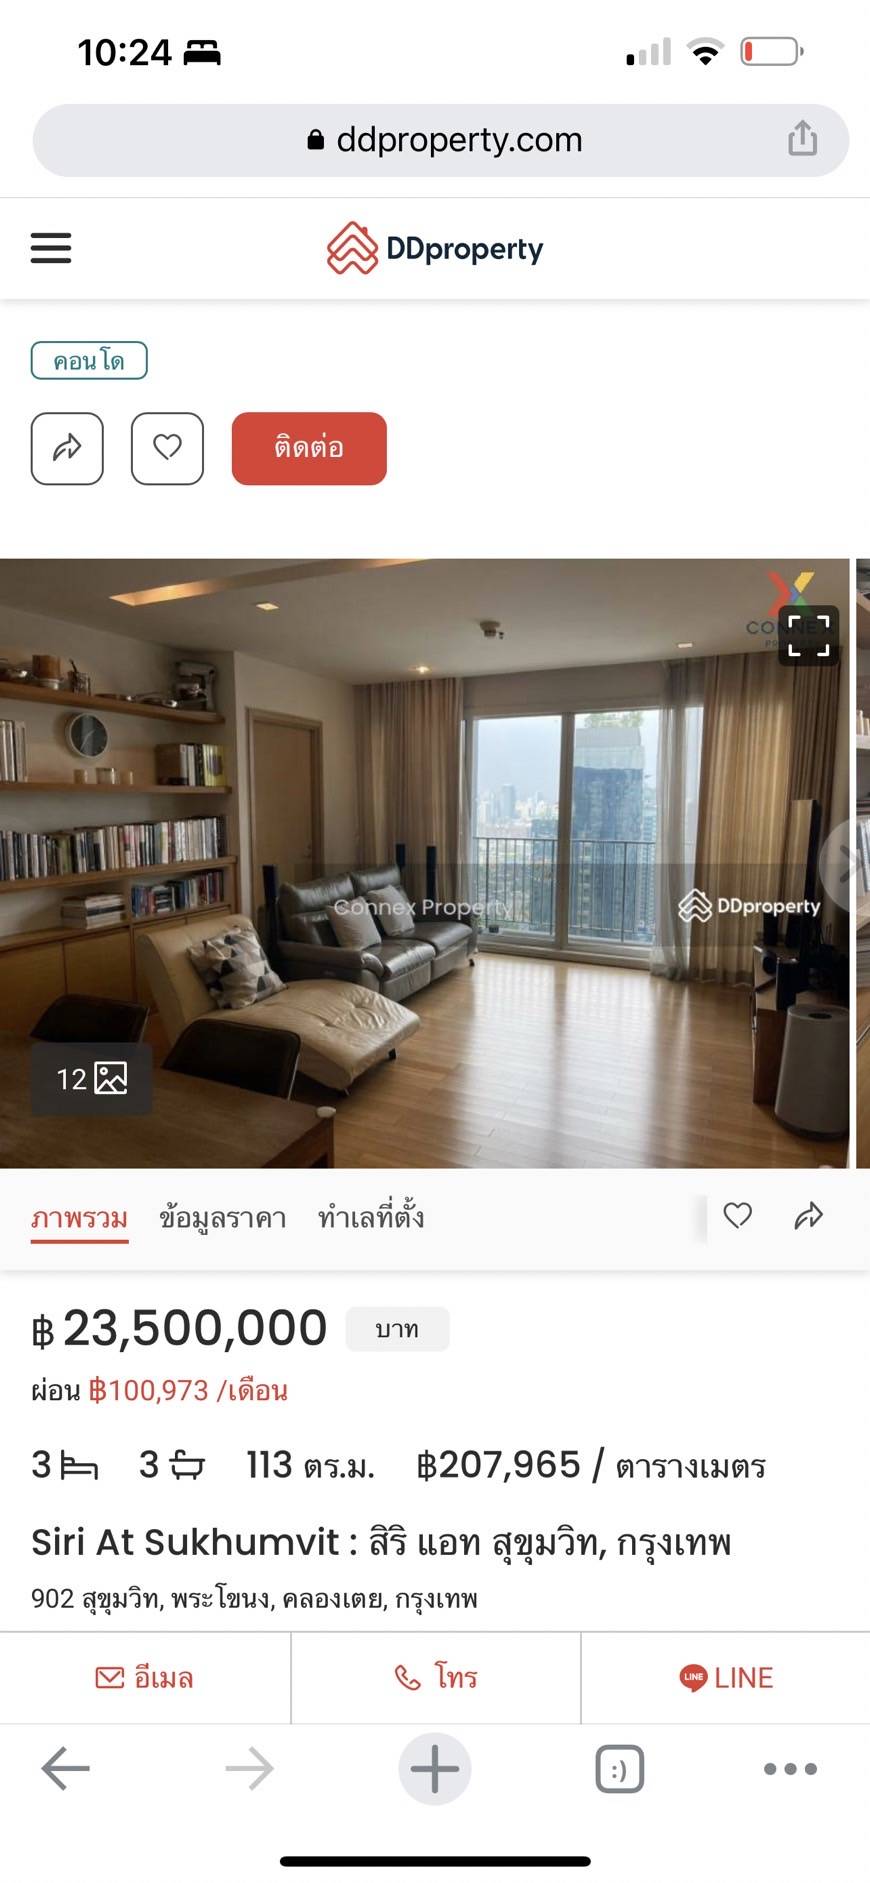 10:24
ddproperty.com
DDproperty
คอนโด
ติดต่อ
CONNEX
Connex Property
DDproperty
12
ภาพรวม ข้อมูลราคา ทำเลที่ตั้ง
฿23,500,000 บาท
ผ่อน ฿100,973 /เดือน
3 3 113 ตร.ม. ฿207,965 / ตารางเมตร
Siri At Sukhumvit : สิริ แอท สุขุมวิท, กรุงเทพ
902 สุขุมวิท, พระโขนง, คลองเตย, กรุงเทพ
อีเมล โทร LINE LINE
:)